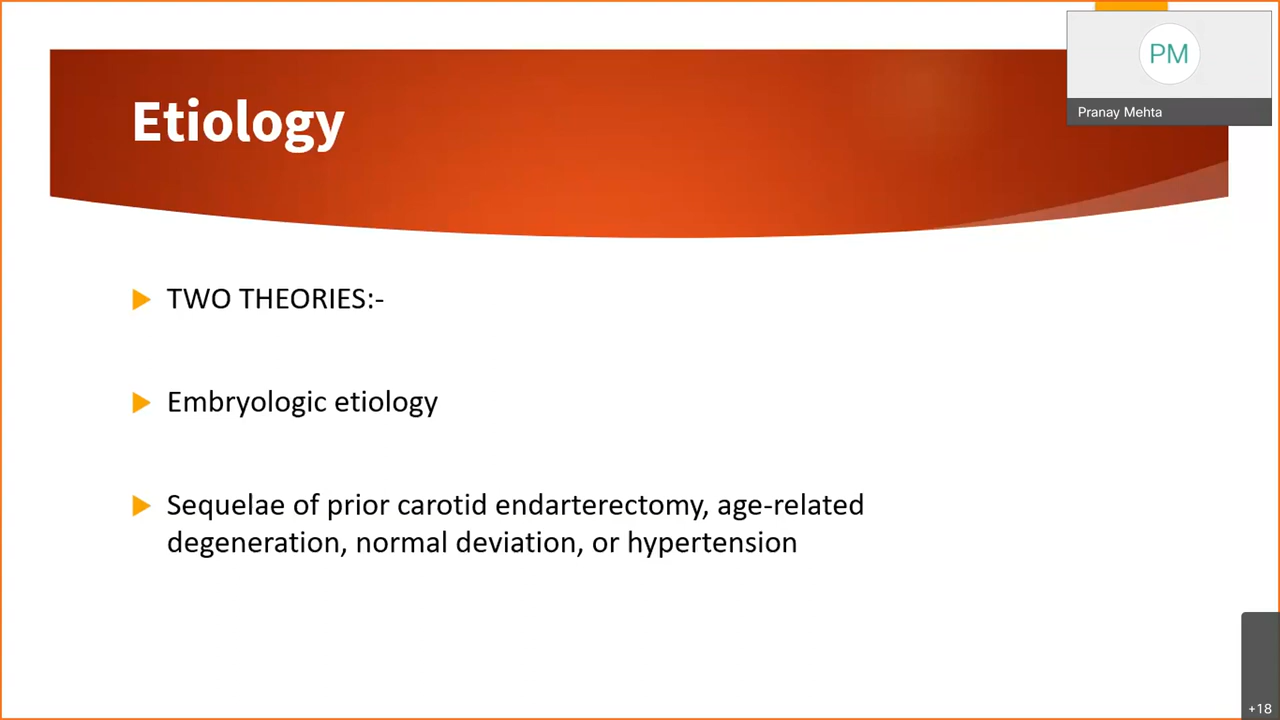 PM
Pranay Mehta
Etiology
TWO THEORIES:-
Embryologic etiology
Sequelae of prior carotid endarterectomy, age-related
degeneration, normal deviation, or hypertension
+18